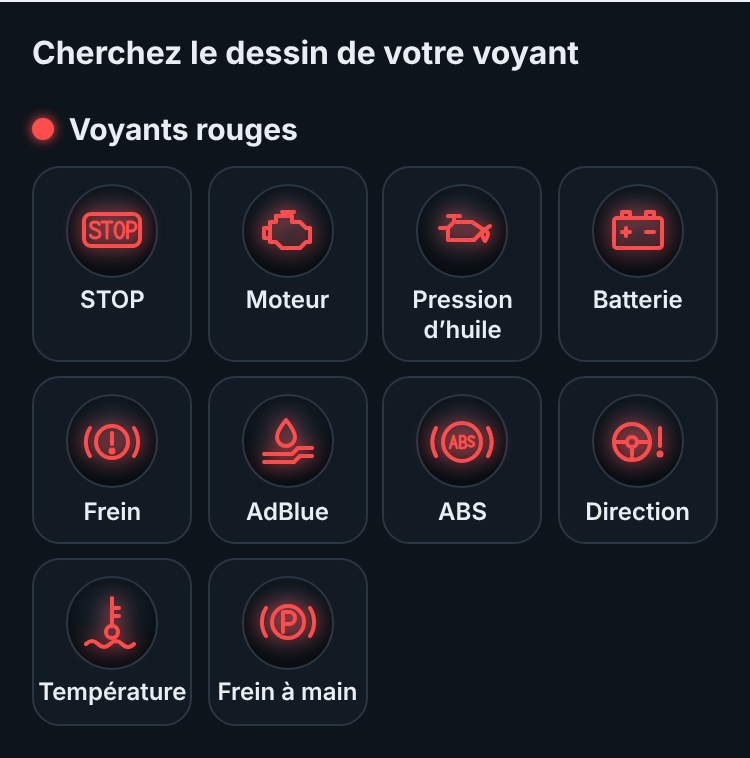 Cherchez le dessin de votre voyant
Voyants rouges
STOP
STOP
Moteur
Pression
d’huile
Batterie
Frein
AdBlue
ABS
ABS
Direction
Température
P
Frein à main